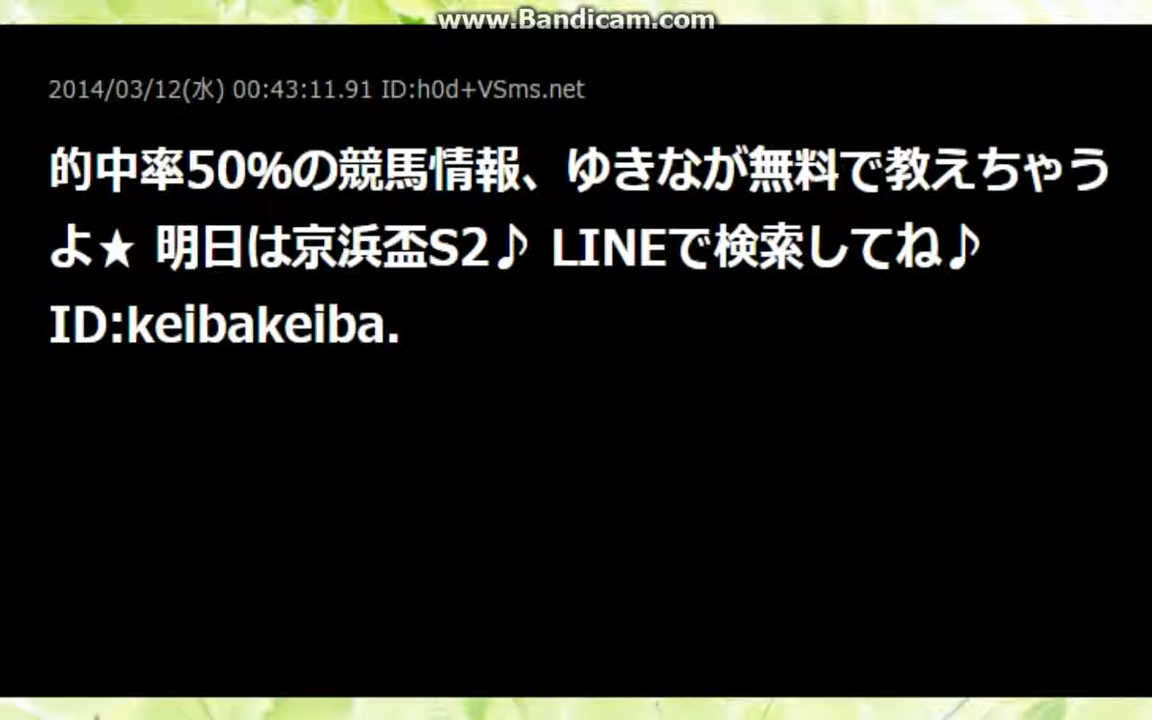 www.Bandicam.com
2014/03/12(水) 00:43:11.91 ID:h0d+VSms.net
的中率50%の競馬情報、ゆきなが無料で教えちゃう
よ★ 明日は京浜盃S2♪ LINEで検索してね♪
ID:keibakeiba.